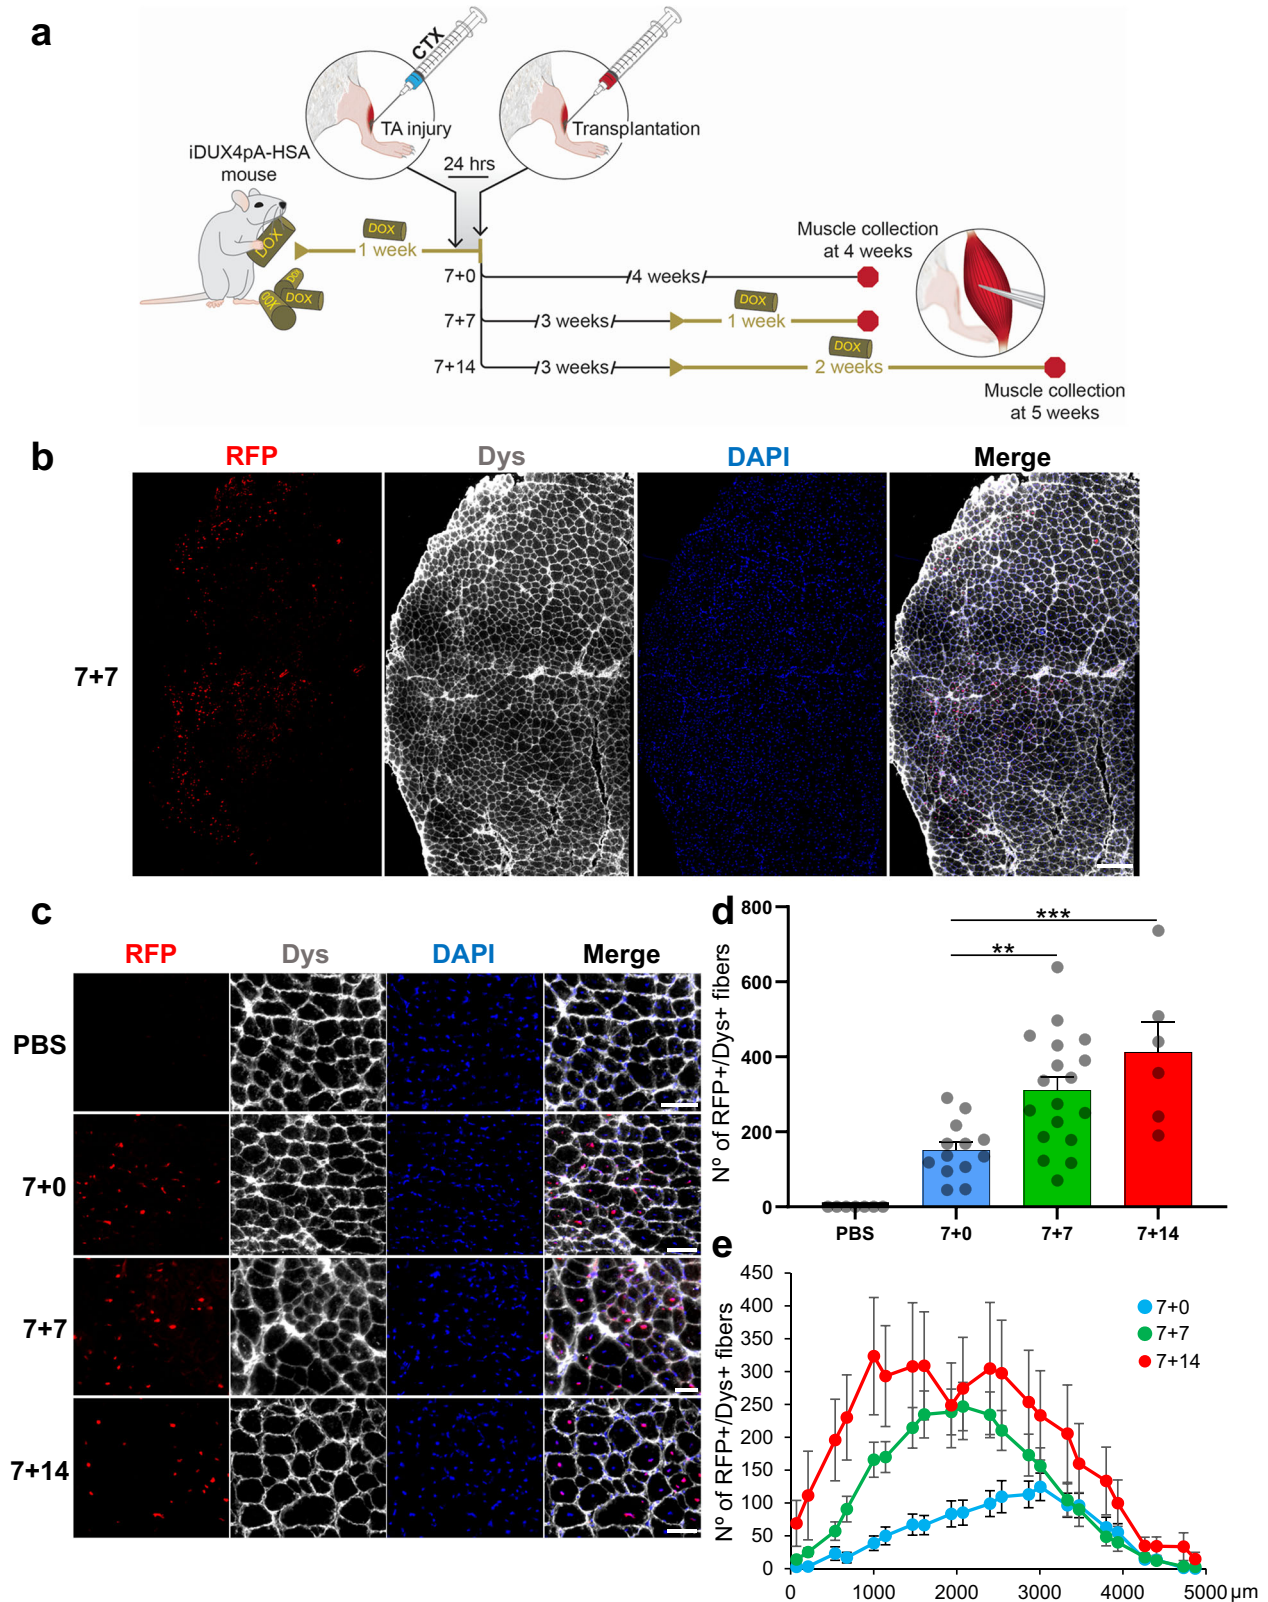 a
CTX
TA injury
Transplantation
24 hrs
iDUX4pA-HSA
mouse
DOX
DOX
DOX
DOX
DOX
1 week
Muscle collection
at 4 weeks
7+0
4 weeks
7+7
3 weeks
DOX
1 week
7+14
3 weeks
DOX
2 weeks
Muscle collection
at 5 weeks
b
RFP
Dys
DAPI
Merge
7+7
c
RFP
Dys
DAPI
Merge
PBS
7+0
7+7
7+14
d
Nº of RFP+/Dys+ fibers
800
600
400
200
0
**
***
PBS
7+0
7+7
7+14
e
Nº of RFP+/Dys+ fibers
450
400
350
300
250
200
150
100
50
0
7+0
7+7
7+14
0
1000
2000
3000
4000
5000 µm